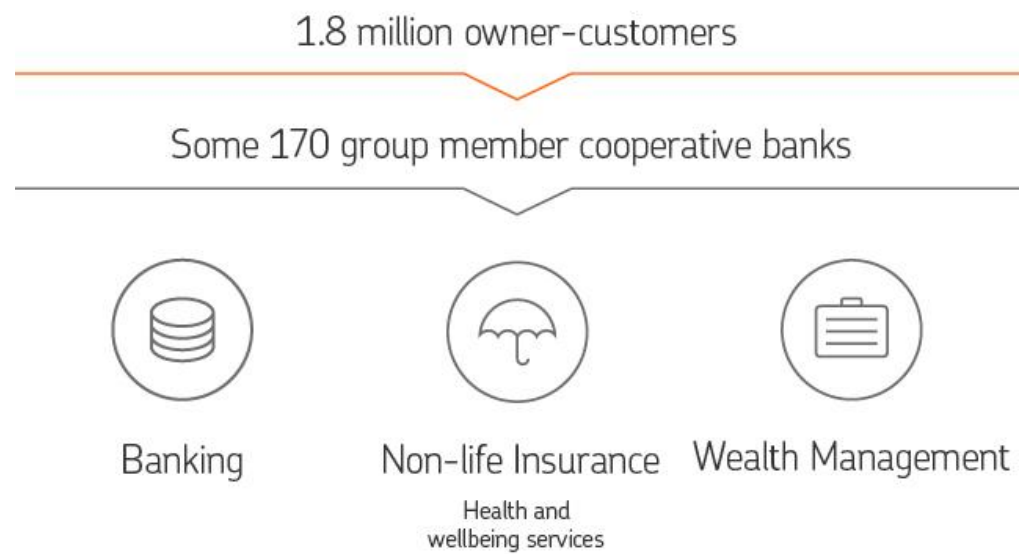 1.8 million owner-customers
Some 170 group member cooperative banks
Banking
Non-life Insurance
Wealth Management
Health and
wellbeing services